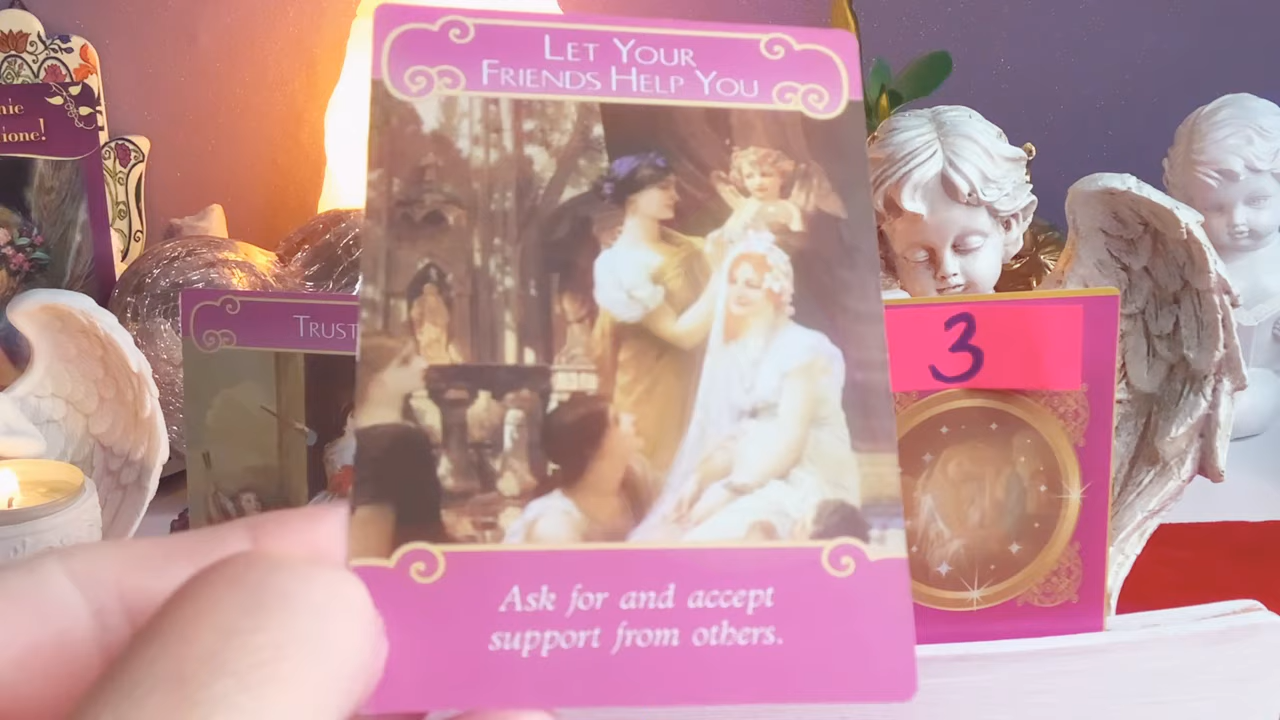 LET YOUR
FRIENDS HELP YOU
Ask for and accept
support from others.
TRUST
3